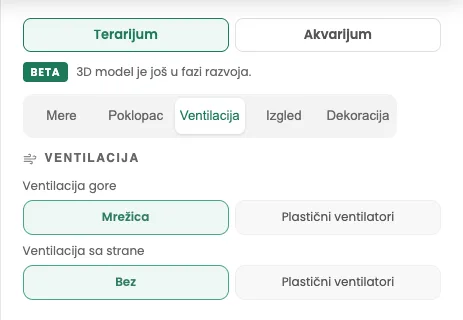 Terarijum Akvarijum
BETA 3D model je još u fazi razvoja.
Mere Poklopac Ventilacija Izgled Dekoracija
VENTILACIJA
Ventilacija gore
Mrežica Plastični ventilatori
Ventilacija sa strane
Bez Plastični ventilatori